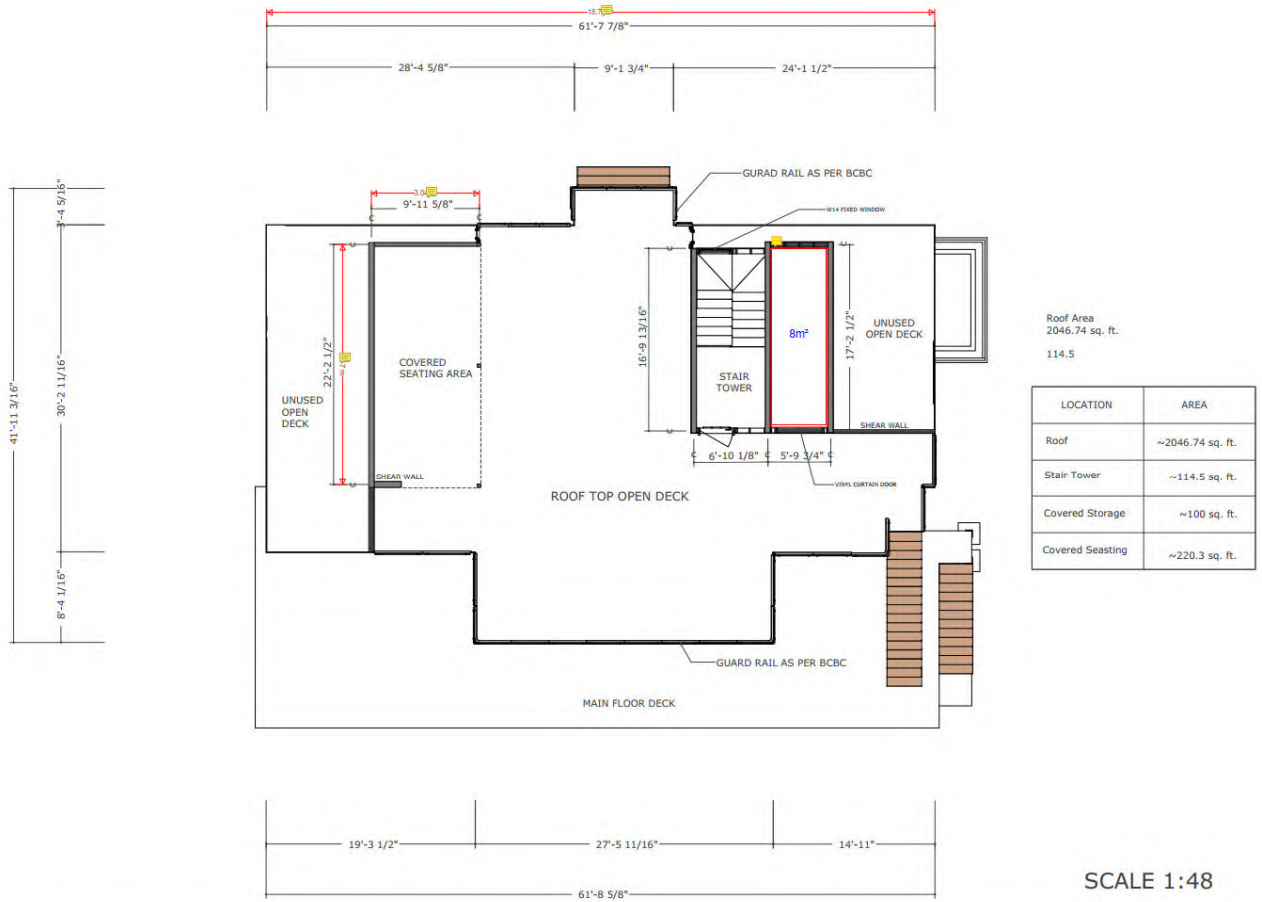 61'-7 7/8"
28'-4 5/8"
9'-1 3/4"
24'-1 1/2"
3'-4 5/16"
GURAD RAIL AS PER BCBC
9'-11 5/8"
W14 FIXED WINDOW
41'-11 3/16"
30'-2 11/16"
22'-2 1/2"
COVERED
SEATING AREA
UNUSED
OPEN
DECK
16'-9 13/16"
STAIR
TOWER
8m²
17'-2 1/2"
UNUSED
OPEN DECK
SHEAR WALL
6'-10 1/8"
5'-9 3/4"
SHEAR WALL
VINYL CURTAIN DOOR
ROOF TOP OPEN DECK
8'-4 1/16"
GUARD RAIL AS PER BCBC
MAIN FLOOR DECK
Roof Area
2046.74 sq. ft.
114.5
LOCATION AREA
Roof ~2046.74 sq. ft.
Stair Tower ~114.5 sq. ft.
Covered Storage ~100 sq. ft.
Covered Seasting ~220.3 sq. ft.
19'-3 1/2"
27'-5 11/16"
14'-11"
61'-8 5/8"
SCALE 1:48